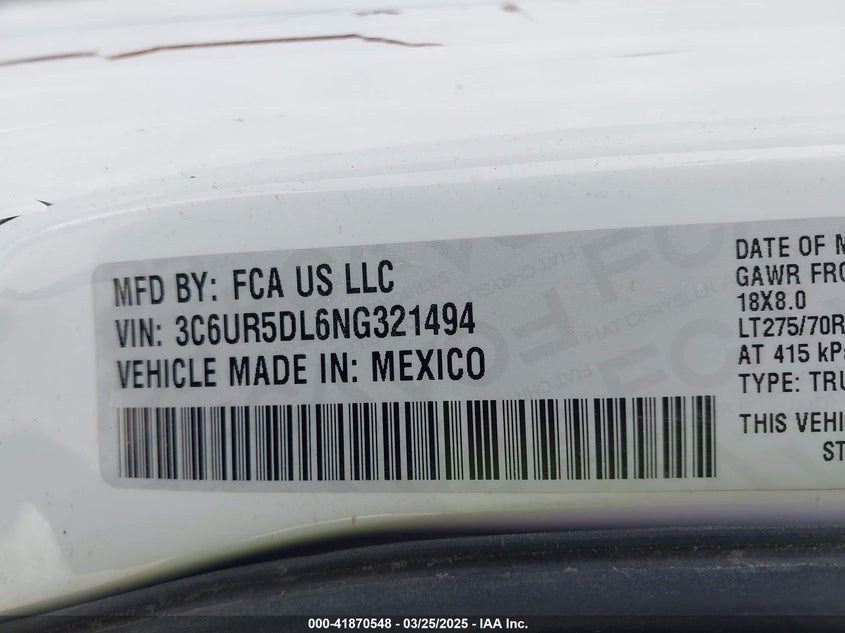 MFD BY: FCA US LLC
VIN: 3C6UR5DL6NG321494
VEHICLE MADE IN: MEXICO
DATE OF M
GAWR FRO
18X8.0
LT275/70R
AT 415 kPa
TYPE: TRU
THIS VEHI
ST
000-41870548 - 03/25/2025 - IAA Inc.